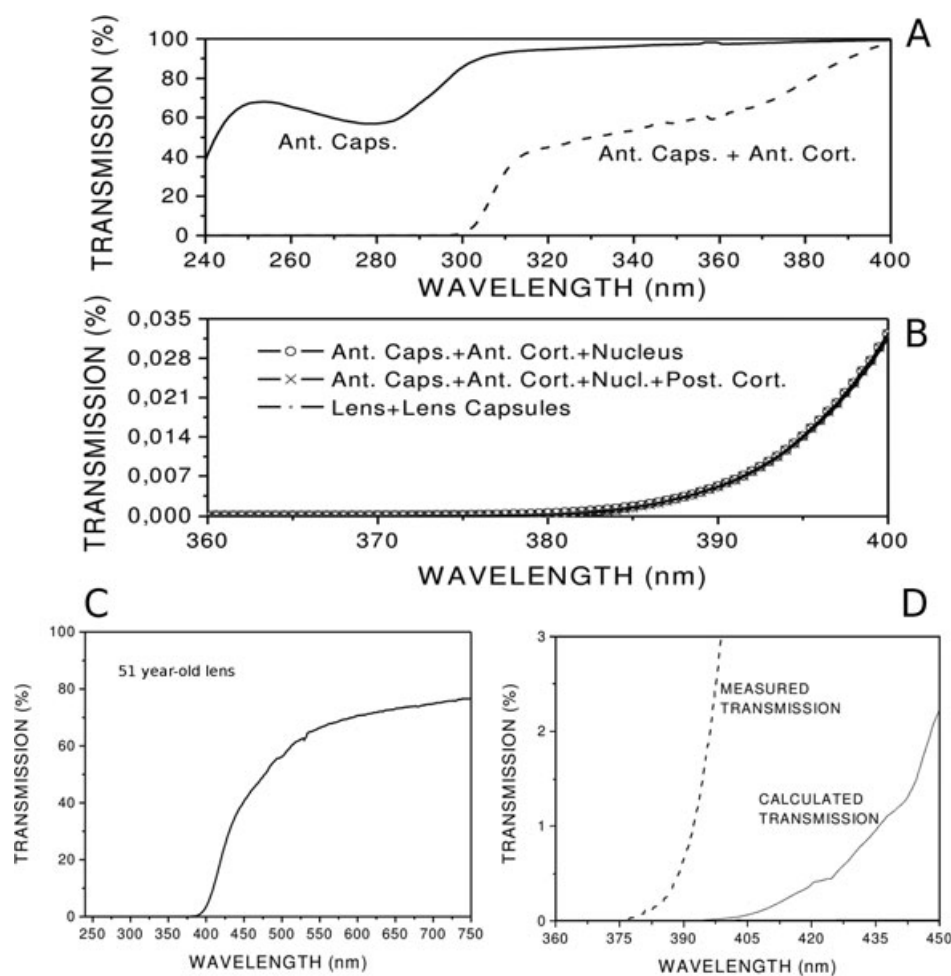 A
TRANSMISSION (%)
100
80
60
40
20
0
Ant. Caps.
Ant. Caps. + Ant. Cort.
240 260 280 300 320 340 360 380 400
WAVELENGTH (nm)
B
TRANSMISSION (%)
0,035
0,028
0,021
0,014
0,007
0,000
Ant. Caps.+Ant. Cort.+Nucleus
Ant. Caps.+Ant. Cort.+Nucl.+Post. Cort.
Lens+Lens Capsules
360 370 380 390 400
WAVELENGTH (nm)
C
TRANSMISSION (%)
100
80
60
40
20
0
51 year-old lens
250 300 350 400 450 500 550 600 650 700 750
WAVELENGTH (nm)
D
TRANSMISSION (%)
3
2
1
0
MEASURED
TRANSMISSION
CALCULATED
TRANSMISSION
360 375 390 405 420 435 450
WAVELENGTH (nm)